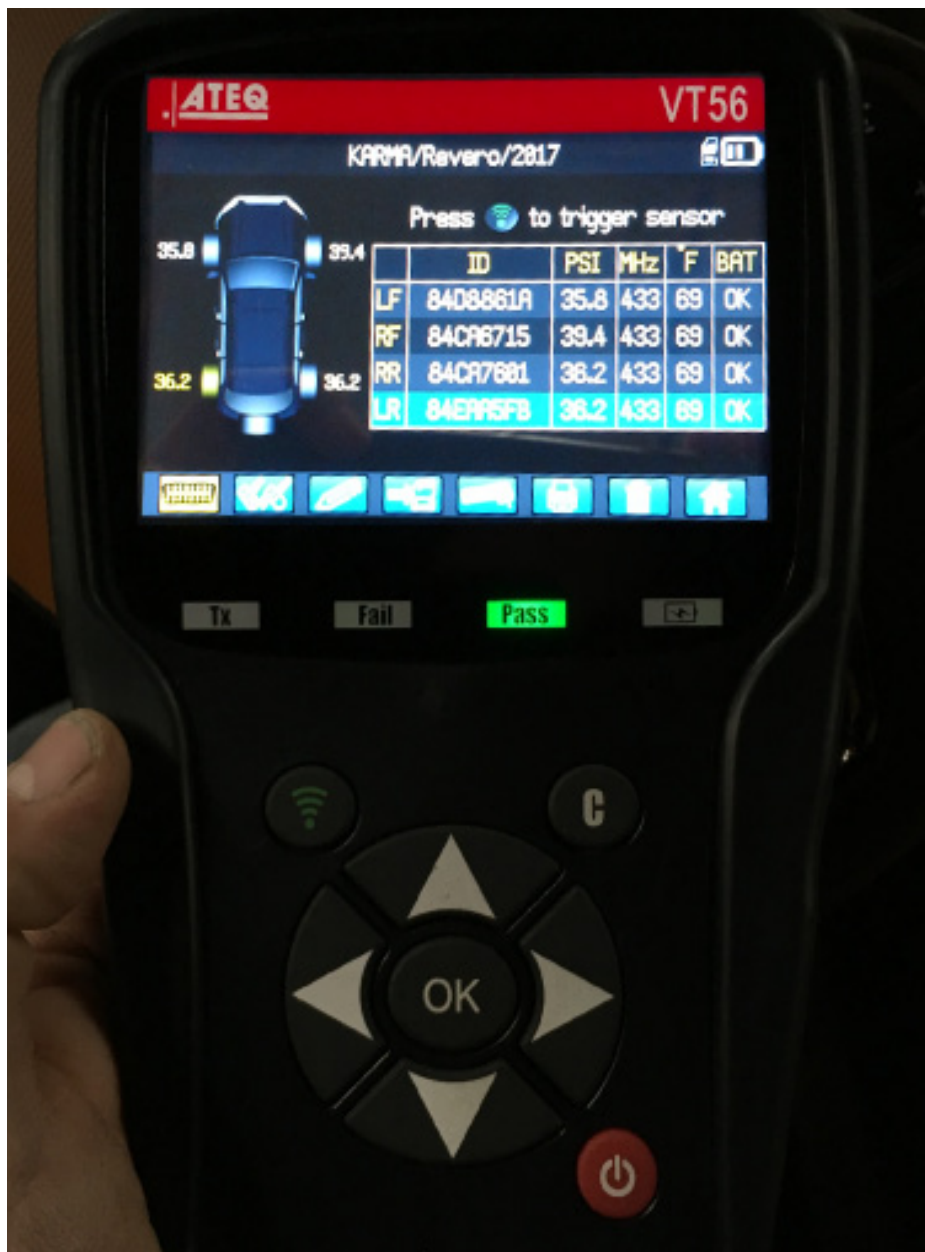 ATEQ VT56
KARMA/Revero/2017
Press to trigger sensor
35.8 39.4
36.2 36.2
ID PSI MHz °F BAT
LF 84D8861A 35.8 433 69 OK
RF 84CA6715 39.4 433 69 OK
RR 84CA7601 36.2 433 69 OK
LR 84EAA5FB 36.2 433 69 OK
Tx Fail Pass
C
OK